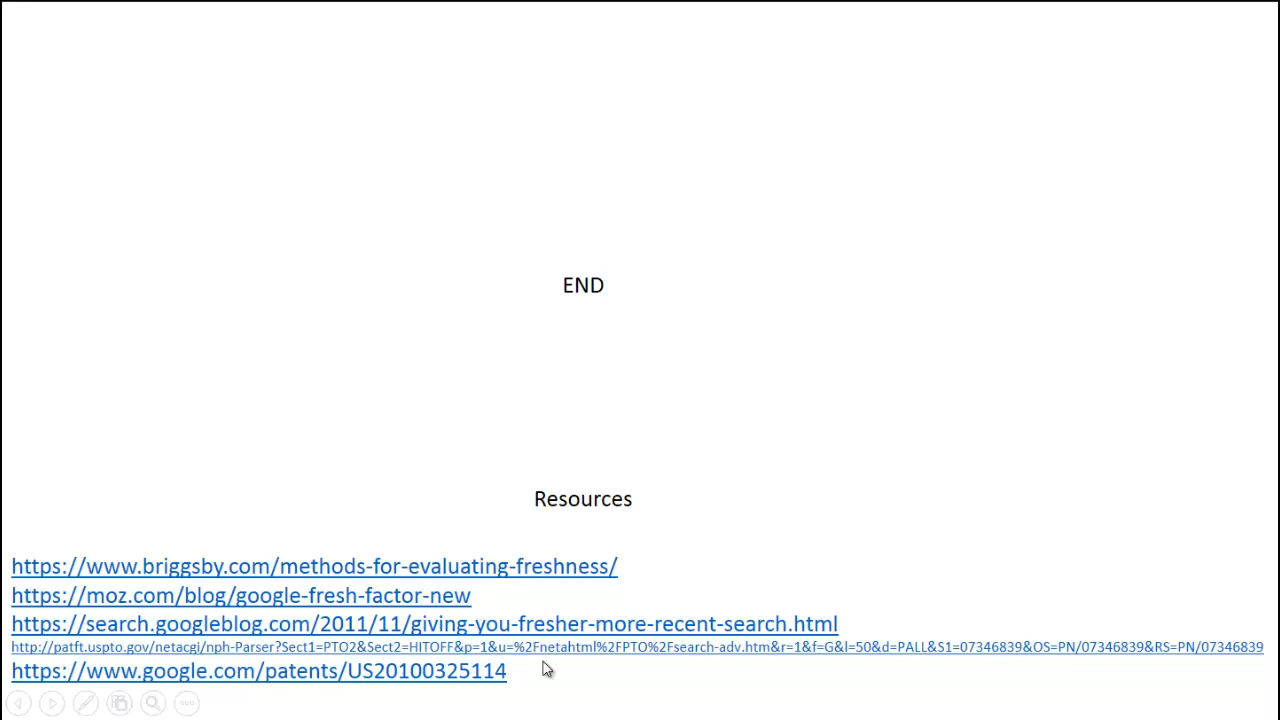 END
Resources
https://www.briggsby.com/methods-for-evaluating-freshness/
https://moz.com/blog/google-fresh-factor-new
https://search.googleblog.com/2011/11/giving-you-fresher-more-recent-search.html
http://patft.uspto.gov/netacgi/nph-Parser?Sect1=PTO2&Sect2=HITOFF&p=1&u=%2Fnetahtml%2FPTO%2Fsearch-adv.htm&r=1&f=G&l=50&d=PALL&S1=07346839&OS=PN/07346839&RS=PN/07346839
https://www.google.com/patents/US20100325114